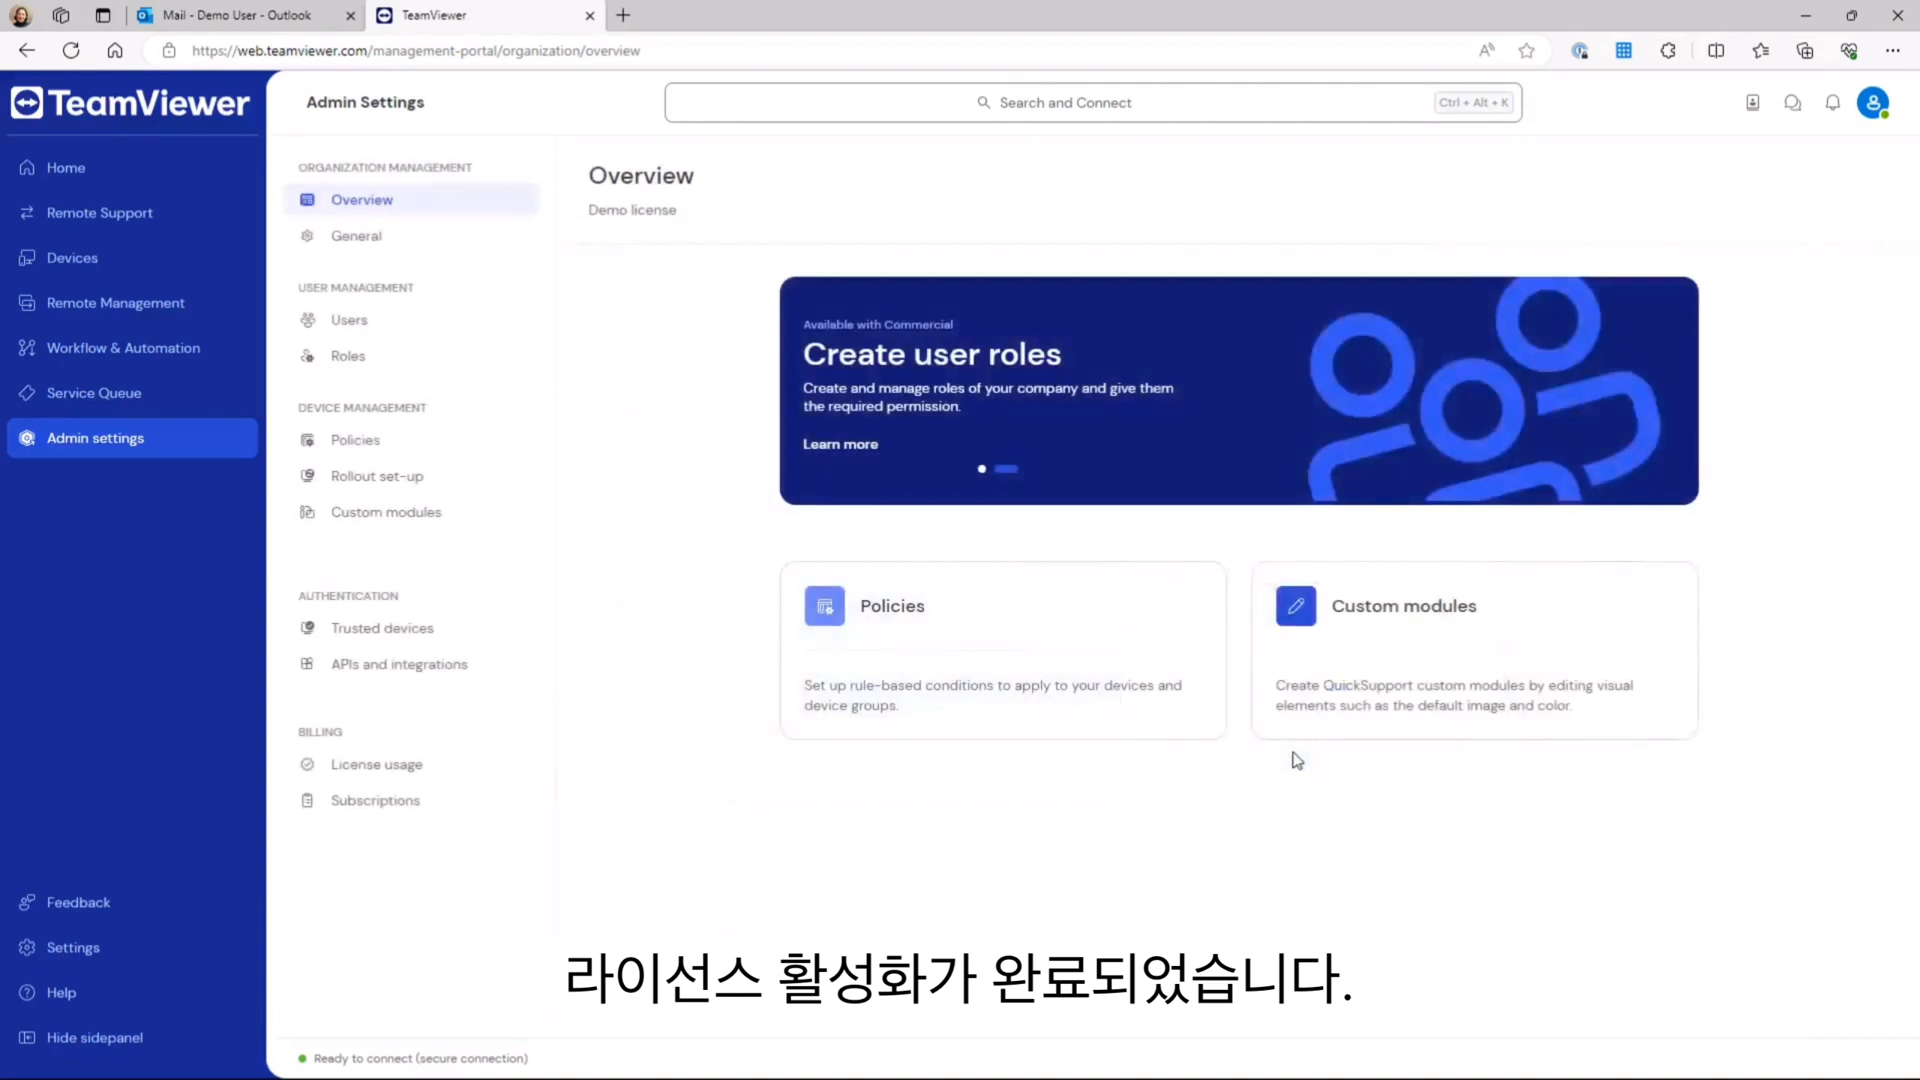 Mail - Demo User - Outlook
TeamViewer
https://web.teamviewer.com/management-portal/organization/overview
TeamViewer
Admin Settings
Search and Connect
Ctrl + Alt + K
Home
Remote Support
Devices
Remote Management
Workflow & Automation
Service Queue
Admin settings
Feedback
Settings
Help
Hide sidepanel
ORGANIZATION MANAGEMENT
Overview
General
USER MANAGEMENT
Users
Roles
DEVICE MANAGEMENT
Policies
Rollout set-up
Custom modules
AUTHENTICATION
Trusted devices
APIs and integrations
BILLING
License usage
Subscriptions
Overview
Demo license
Available with Commercial
Create user roles
Create and manage roles of your company and give them
the required permission.
Learn more
Policies
Set up rule-based conditions to apply to your devices and
device groups.
Custom modules
Create QuickSupport custom modules by editing visual
elements such as the default image and color.
라이선스 활성화가 완료되었습니다.
Ready to connect (secure connection)